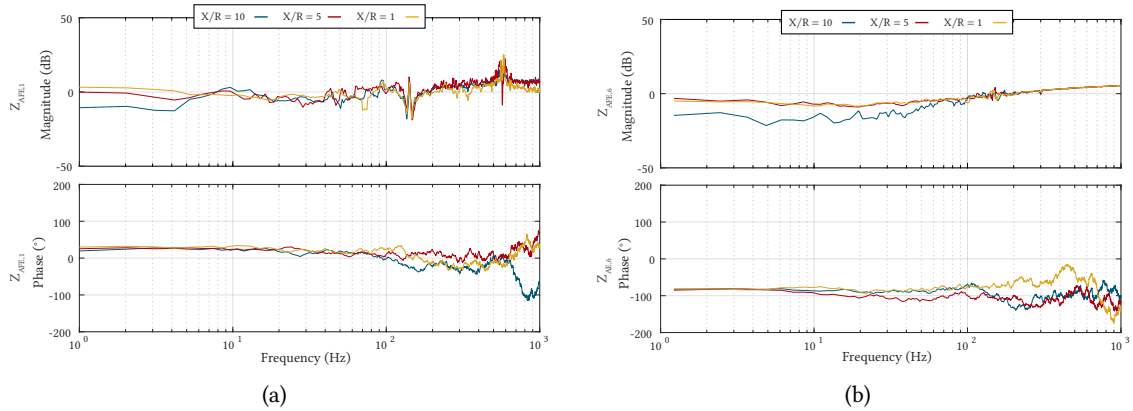 X/R = 10 X/R = 5 X/R = 1
50
0
-50
Z_AFE,1
Magnitude (dB)
200
100
0
-100
-200
Z_AFE,1
Phase (°)
10^0 10^1 10^2 10^3
Frequency (Hz)
(a)
X/R = 10 X/R = 5 X/R = 1
50
0
-50
Z_AFE,6
Magnitude (dB)
200
100
0
-100
-200
Z_AE,6
Phase (°)
10^0 10^1 10^2 10^3
Frequency (Hz)
(b)